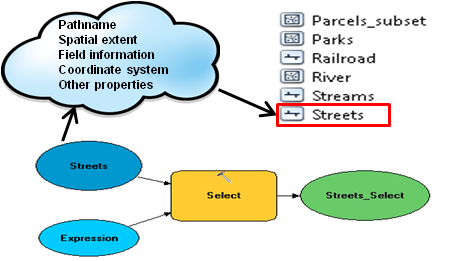 Pathname
Spatial extent
Field information
Coordinate system
Other properties
Parcels_subset
Parks
Railroad
River
Streams
Streets
Streets
Select
Streets_Select
Expression